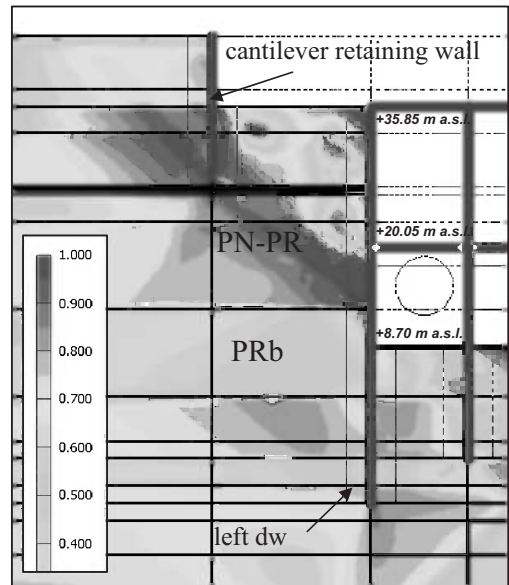 cantilever retaining wall
+35.85 m a.s.l.
+20.05 m a.s.l.
PN-PR
+8.70 m a.s.l.
PRb
1.000
0.900
0.800
0.700
0.600
0.500
0.400
left dw